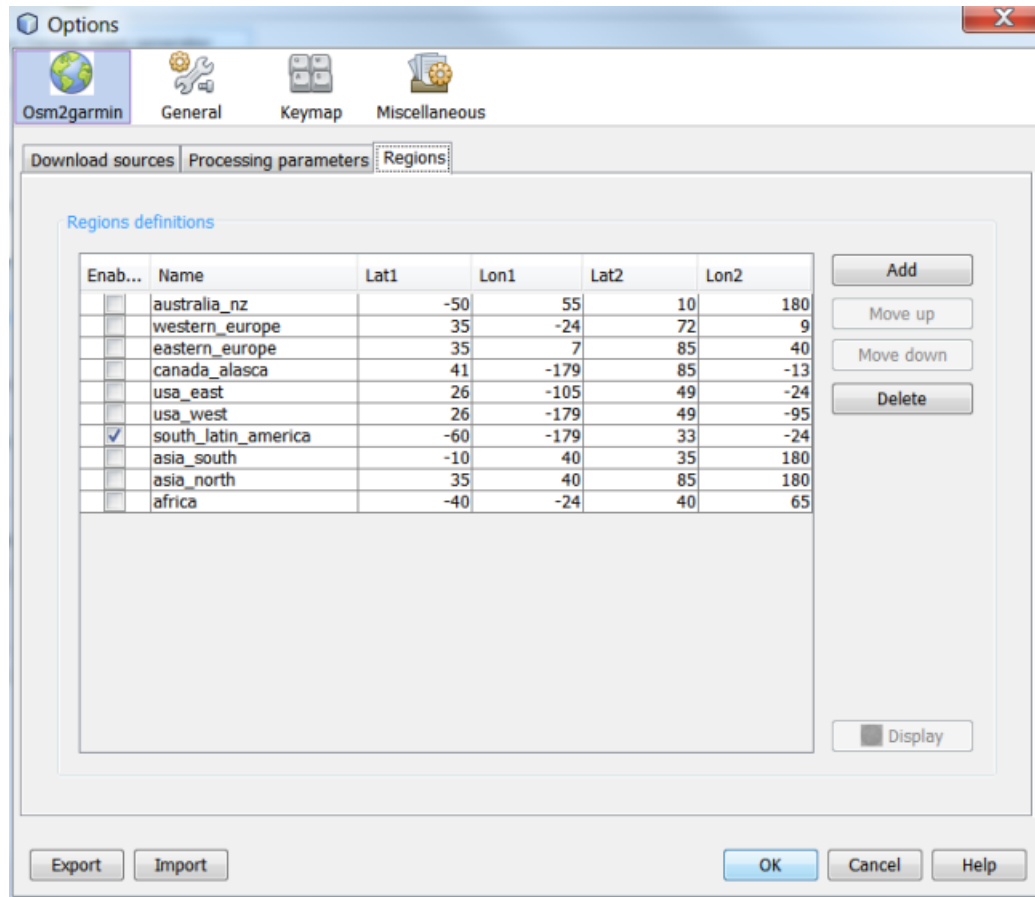 Options
X
Osm2garmin General Keymap Miscellaneous
Download sources Processing parameters Regions
Regions definitions
Enab... Name Lat1 Lon1 Lat2 Lon2
australia_nz -50 55 10 180
western_europe 35 -24 72 9
eastern_europe 35 7 85 40
canada_alasca 41 -179 85 -13
usa_east 26 -105 49 -24
usa_west 26 -179 49 -95
south_latin_america -60 -179 33 -24
asia_south -10 40 35 180
asia_north 35 40 85 180
africa -40 -24 40 65
Add
Move up
Move down
Delete
Display
Export Import OK Cancel Help